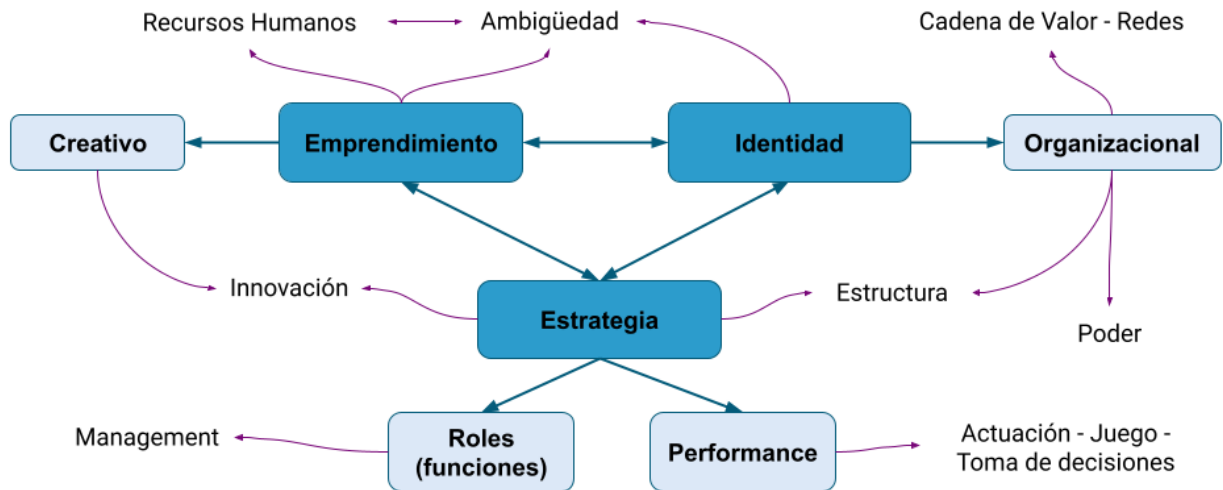 Recursos Humanos
Ambigüedad
Cadena de Valor - Redes
Creativo
Emprendimiento
Identidad
Organizacional
Innovación
Estrategia
Estructura
Poder
Management
Roles
(funciones)
Performance
Actuación - Juego -
Toma de decisiones